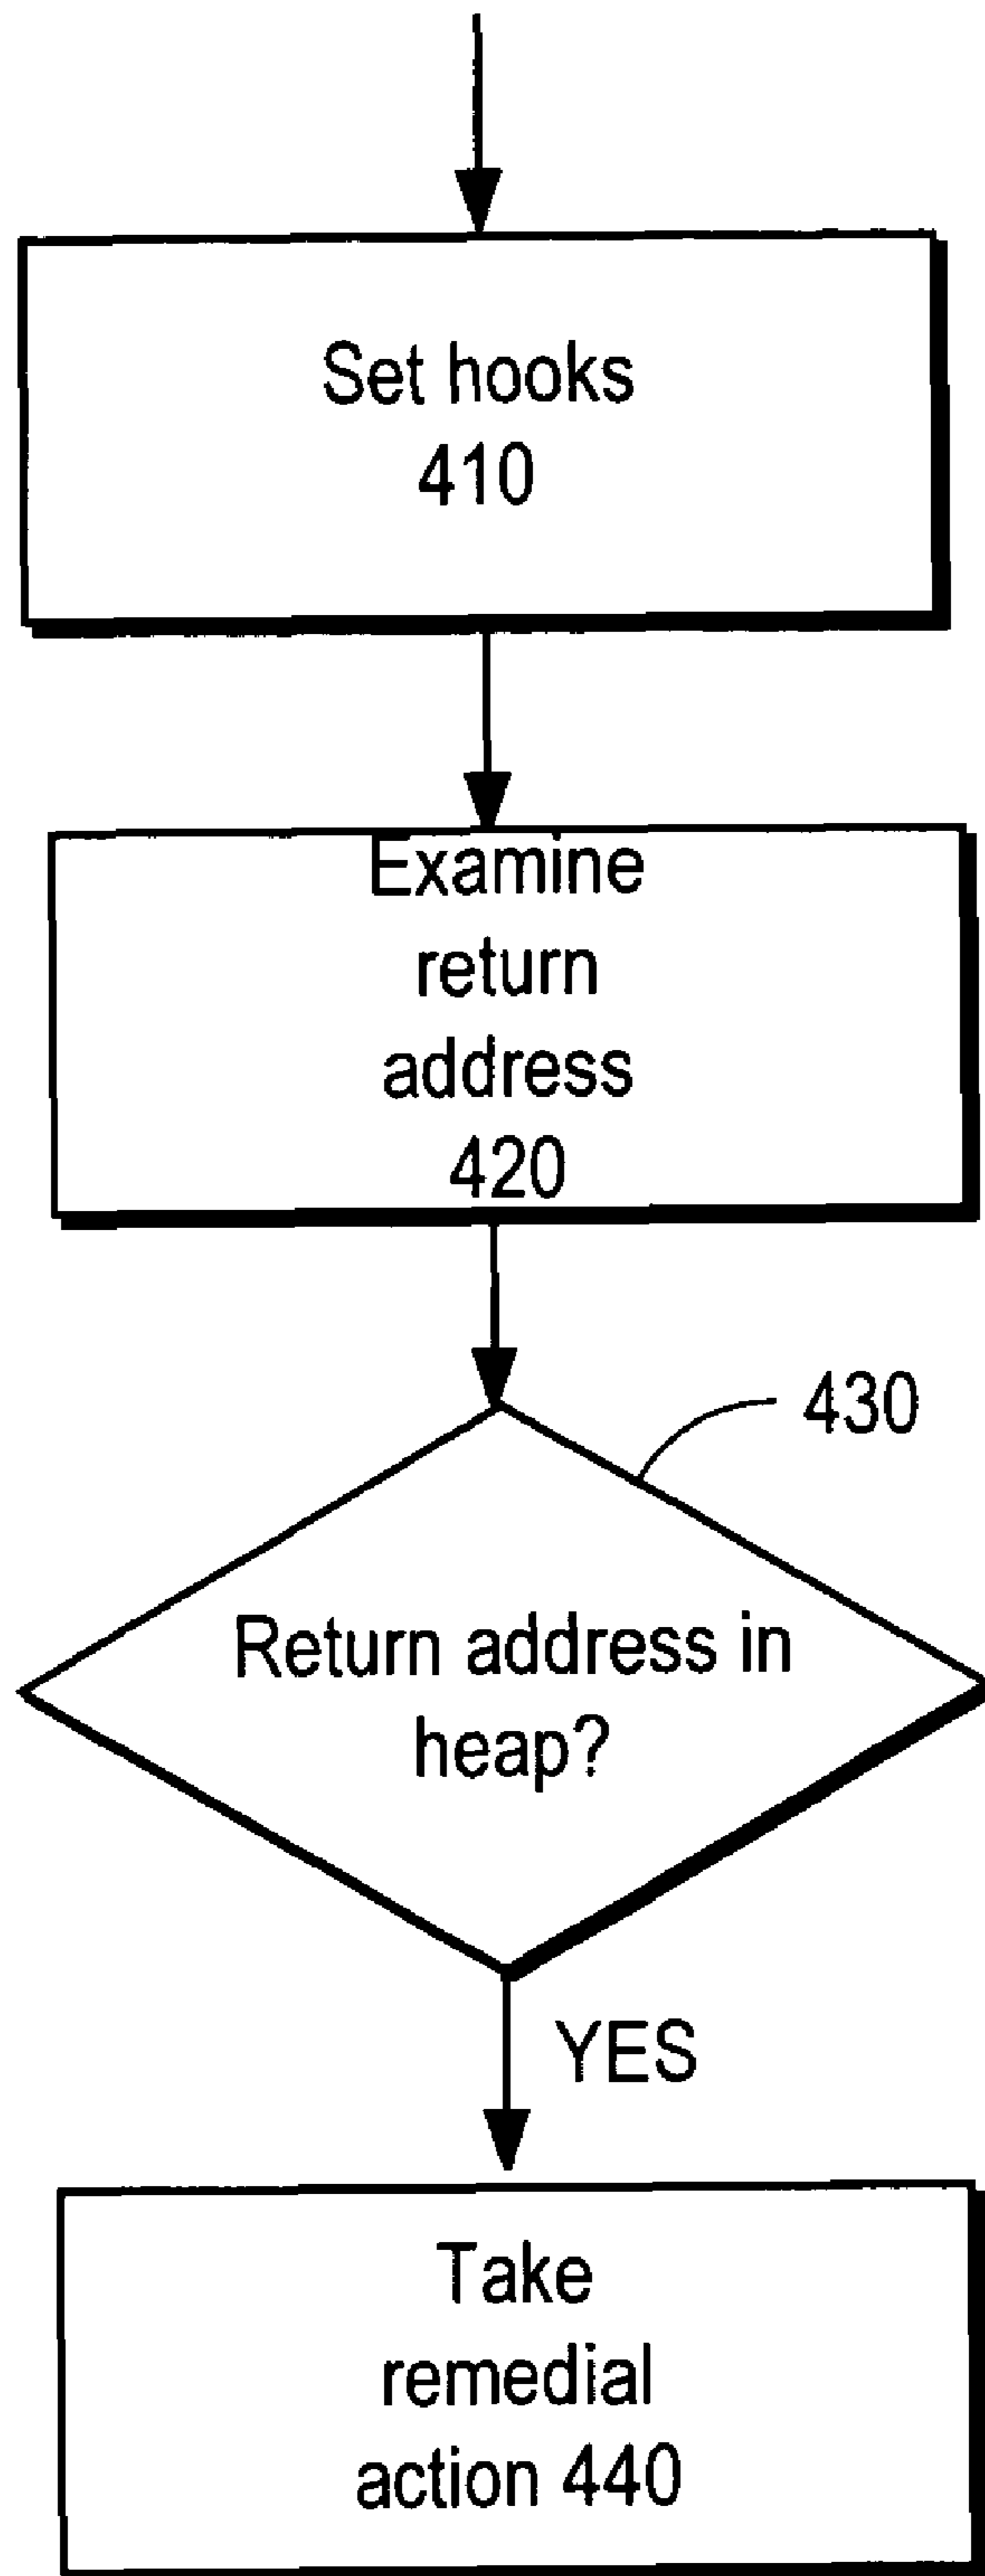 Set hooks
410
Examine
return
address
420
430
Return address in
heap?
YES
Take
remedial
action 440